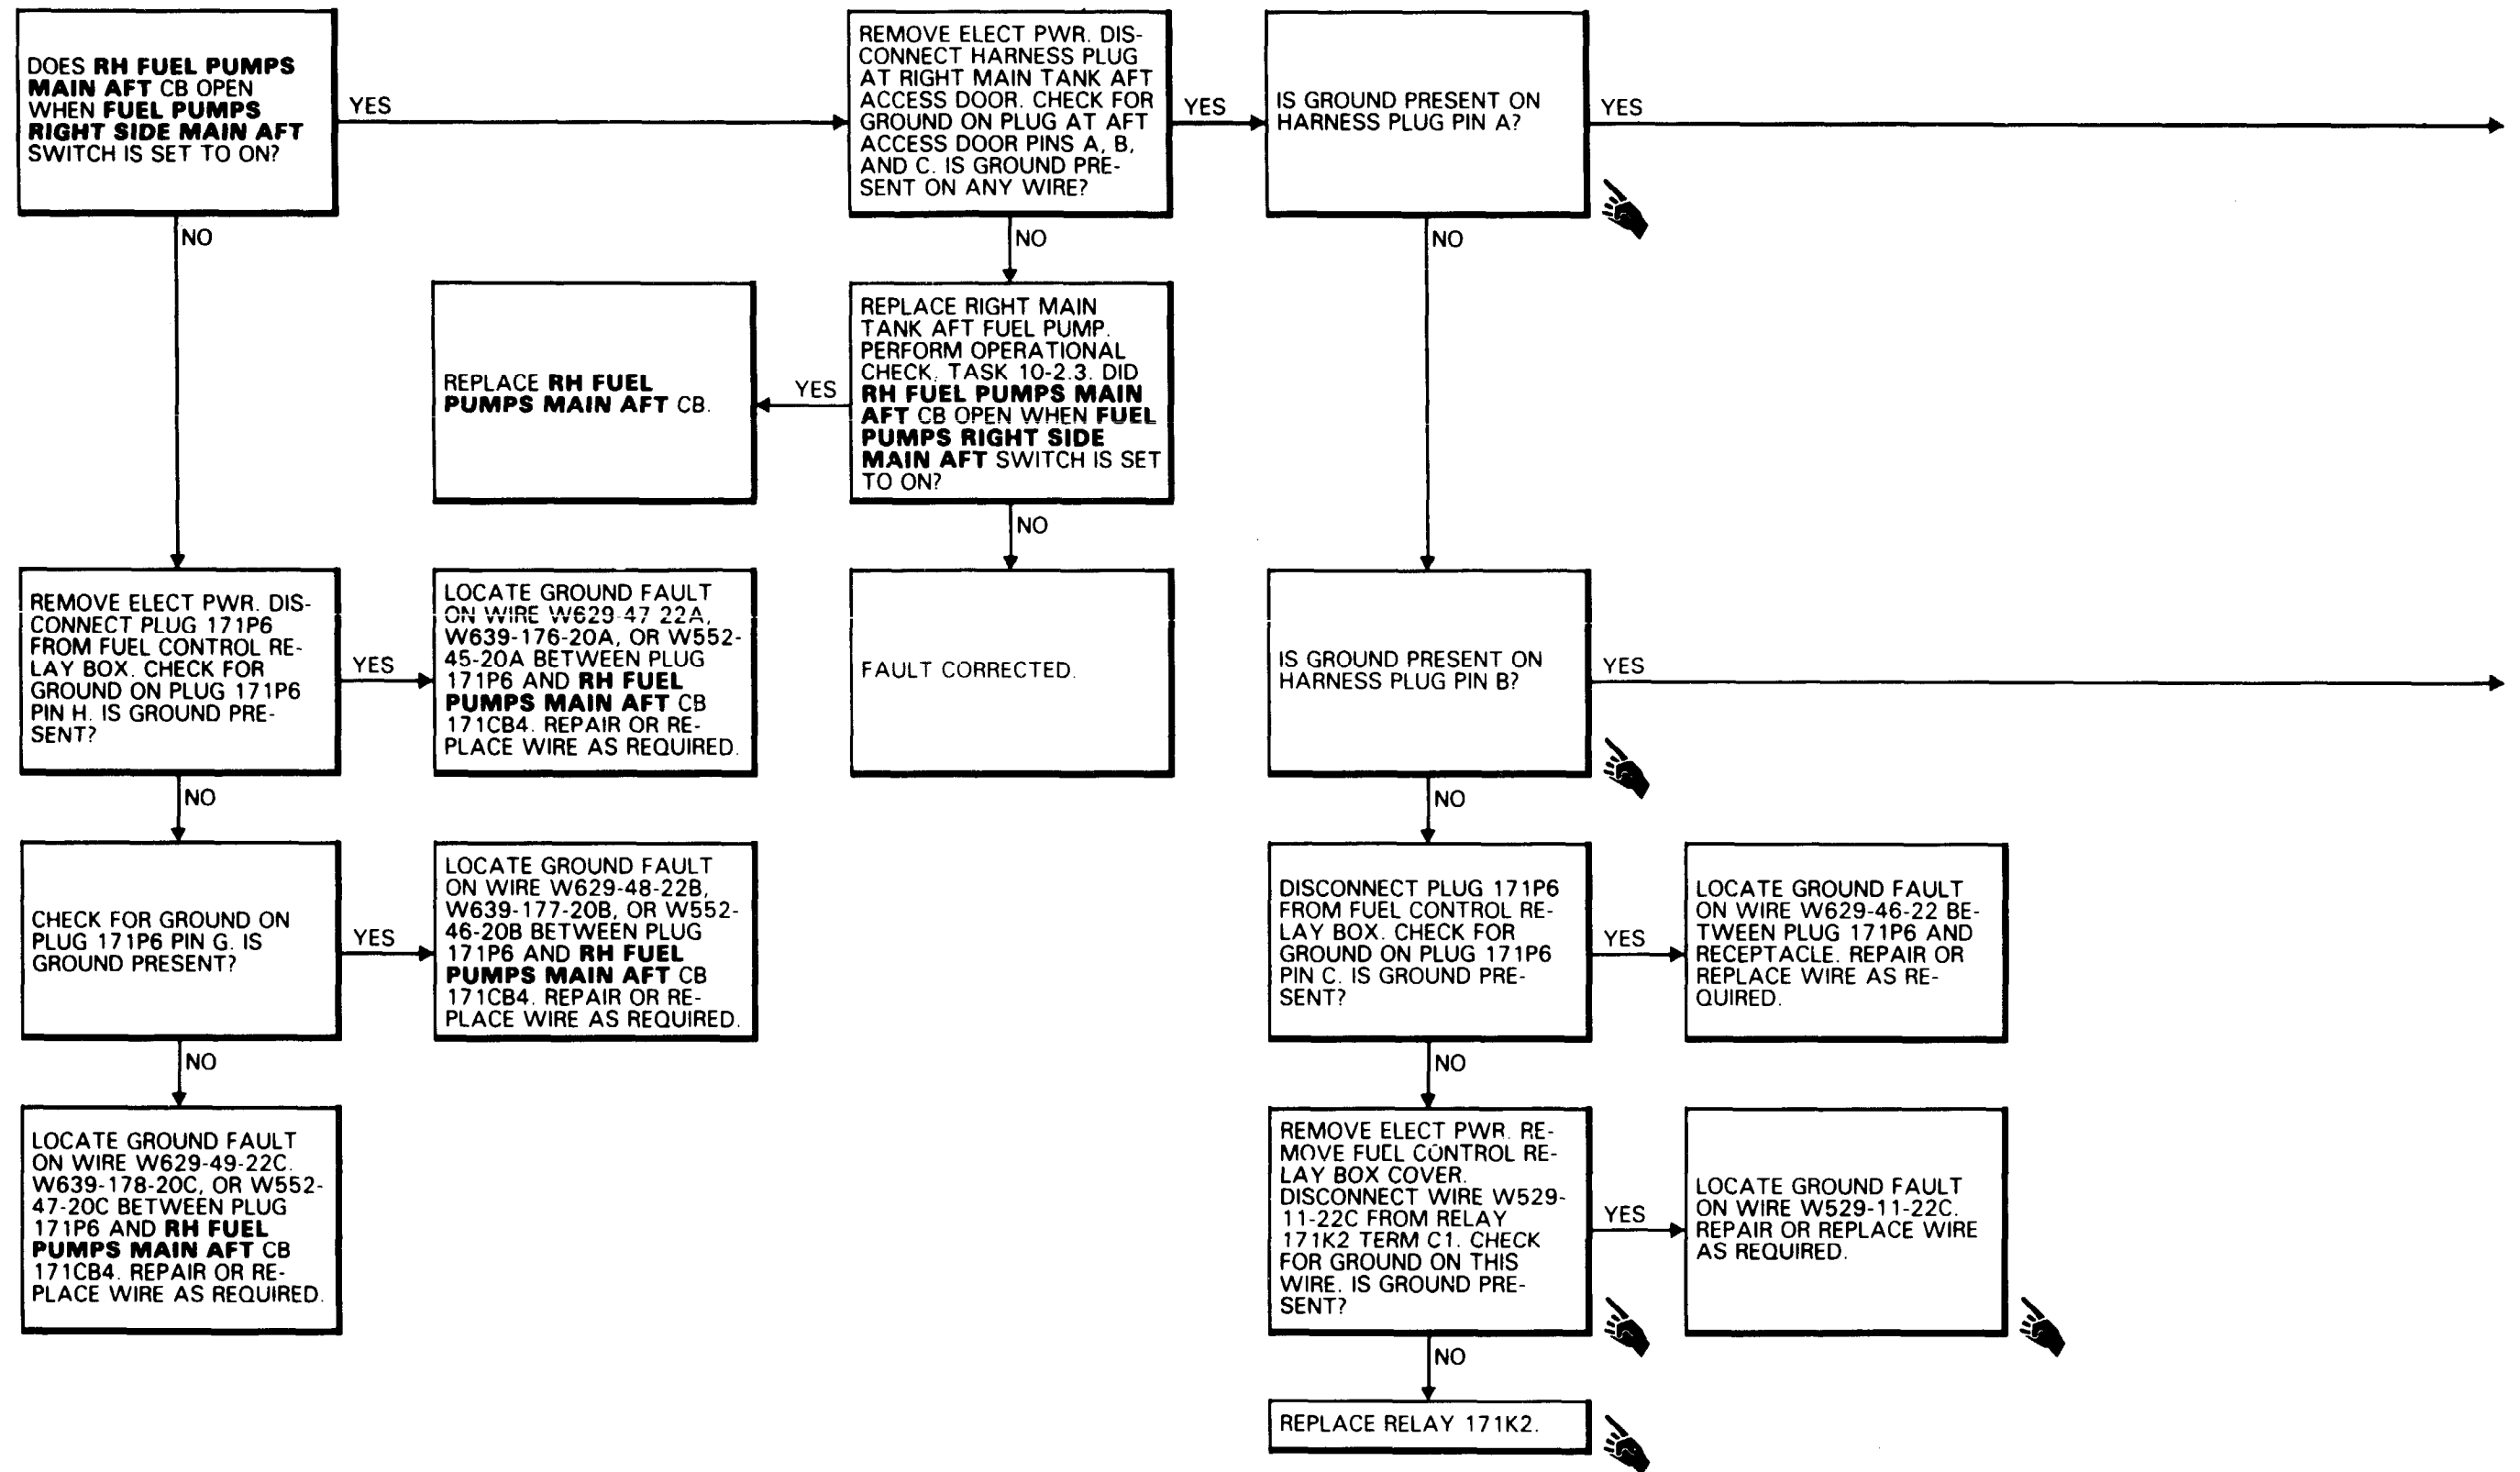 DOES RH FUEL PUMPS
MAIN AFT CB OPEN
WHEN FUEL PUMPS
RIGHT SIDE MAIN AFT
SWITCH IS SET TO ON?
YES
NO
REMOVE ELECT PWR. DIS-
CONNECT HARNESS PLUG
AT RIGHT MAIN TANK AFT
ACCESS DOOR. CHECK FOR
GROUND ON PLUG AT AFT
ACCESS DOOR PINS A, B,
AND C. IS GROUND PRE-
SENT ON ANY WIRE?
YES
NO
IS GROUND PRESENT ON
HARNESS PLUG PIN A?
YES
NO
REPLACE RH FUEL
PUMPS MAIN AFT CB.
YES
REPLACE RIGHT MAIN
TANK AFT FUEL PUMP.
PERFORM OPERATIONAL
CHECK, TASK 10-2.3. DID
RH FUEL PUMPS MAIN
AFT CB OPEN WHEN FUEL
PUMPS RIGHT SIDE
MAIN AFT SWITCH IS SET
TO ON?
NO
REMOVE ELECT PWR. DIS-
CONNECT PLUG 171P6
FROM FUEL CONTROL RE-
LAY BOX. CHECK FOR
GROUND ON PLUG 171P6
PIN H. IS GROUND PRE-
SENT?
YES
NO
LOCATE GROUND FAULT
ON WIRE W629-47-22A,
W639-176-20A, OR W552-
45-20A BETWEEN PLUG
171P6 AND RH FUEL
PUMPS MAIN AFT CB
171CB4. REPAIR OR RE-
PLACE WIRE AS REQUIRED.
FAULT CORRECTED.
IS GROUND PRESENT ON
HARNESS PLUG PIN B?
YES
NO
CHECK FOR GROUND ON
PLUG 171P6 PIN G. IS
GROUND PRESENT?
YES
NO
LOCATE GROUND FAULT
ON WIRE W629-48-22B,
W639-177-20B, OR W552-
46-20B BETWEEN PLUG
171P6 AND RH FUEL
PUMPS MAIN AFT CB
171CB4. REPAIR OR RE-
PLACE WIRE AS REQUIRED.
DISCONNECT PLUG 171P6
FROM FUEL CONTROL RE-
LAY BOX. CHECK FOR
GROUND ON PLUG 171P6
PIN C. IS GROUND PRE-
SENT?
YES
NO
LOCATE GROUND FAULT
ON WIRE W629-46-22 BE-
TWEEN PLUG 171P6 AND
RECEPTACLE. REPAIR OR
REPLACE WIRE AS RE-
QUIRED.
LOCATE GROUND FAULT
ON WIRE W629-49-22C.
W639-178-20C, OR W552-
47-20C BETWEEN PLUG
171P6 AND RH FUEL
PUMPS MAIN AFT CB
171CB4. REPAIR OR RE-
PLACE WIRE AS REQUIRED.
REMOVE ELECT PWR. RE-
MOVE FUEL CONTROL RE-
LAY BOX COVER.
DISCONNECT WIRE W529-
11-22C FROM RELAY
171K2 TERM C1. CHECK
FOR GROUND ON THIS
WIRE. IS GROUND PRE-
SENT?
YES
NO
LOCATE GROUND FAULT
ON WIRE W529-11-22C.
REPAIR OR REPLACE WIRE
AS REQUIRED.
REPLACE RELAY 171K2.